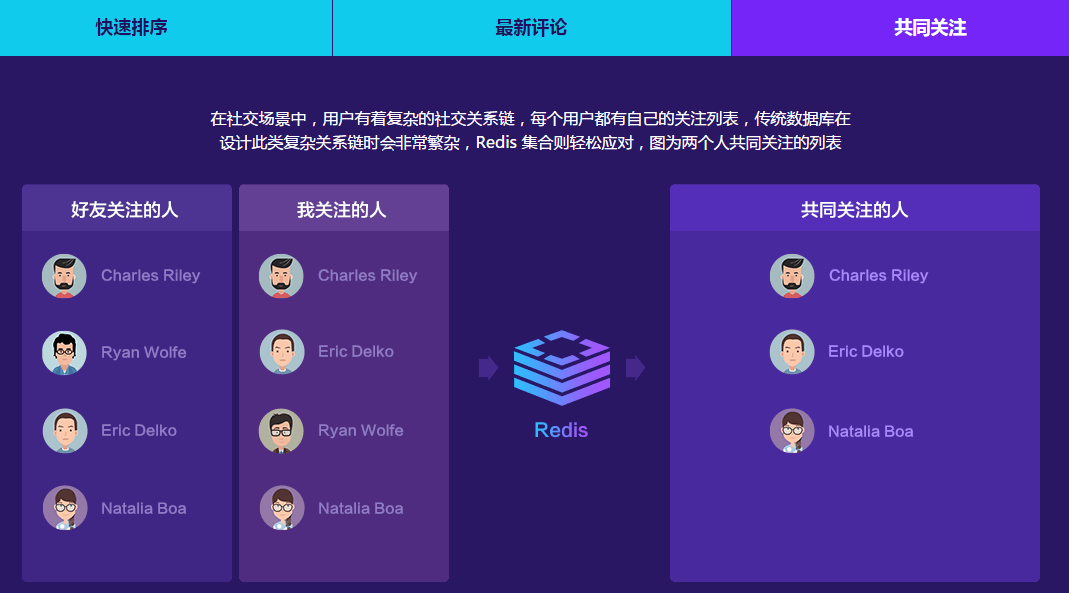 快速排序
最新评论
共同关注
在社交场景中，用户有着复杂的社交关系链，每个用户都有自己的关注列表，传统数据库在
设计此类复杂关系链时会非常繁杂，Redis 集合则轻松应对，图为两个人共同关注的列表
好友关注的人
Charles Riley
Ryan Wolfe
Eric Delko
Natalia Boa
我关注的人
Charles Riley
Eric Delko
Ryan Wolfe
Natalia Boa
Redis
共同关注的人
Charles Riley
Eric Delko
Natalia Boa